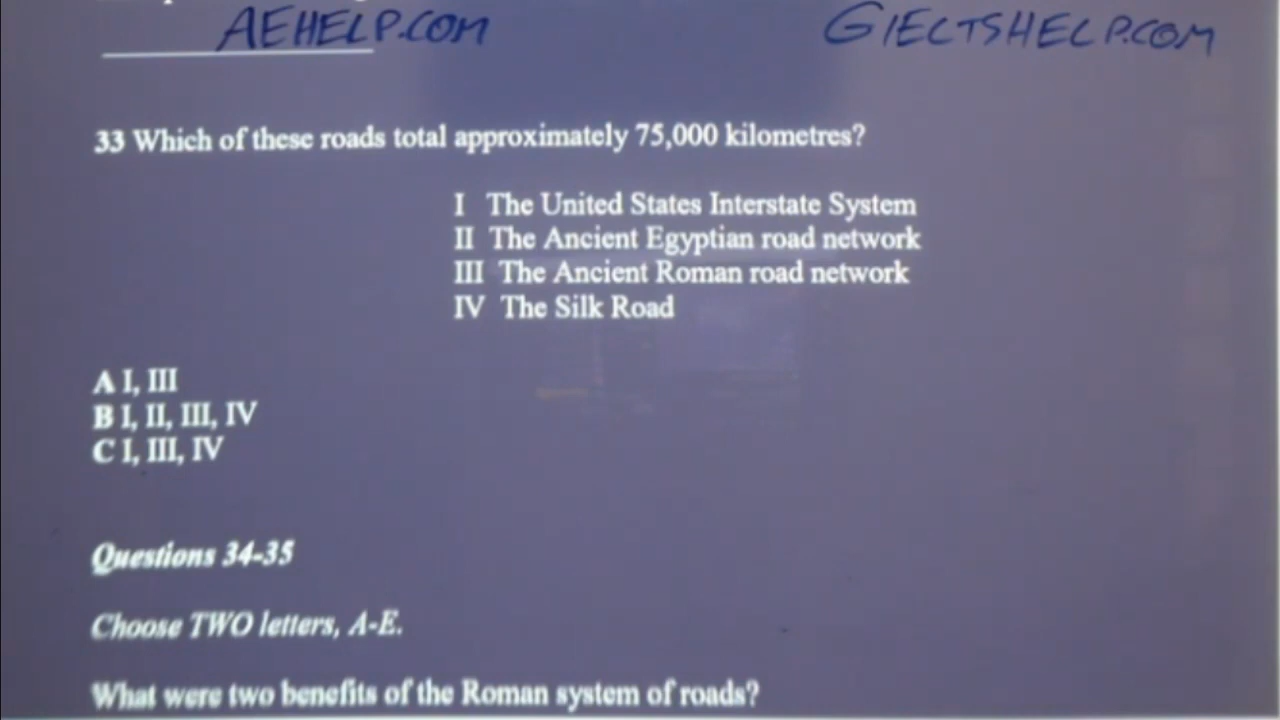 AEHELP.COM GIELTSHELP.COM
33 Which of these roads total approximately 75,000 kilometres?
I The United States Interstate System
II The Ancient Egyptian road network
III The Ancient Roman road network
IV The Silk Road
A I, III
B I, II, III, IV
C I, III, IV
Questions 34-35
Choose TWO letters, A-E.
What were two benefits of the Roman system of roads?